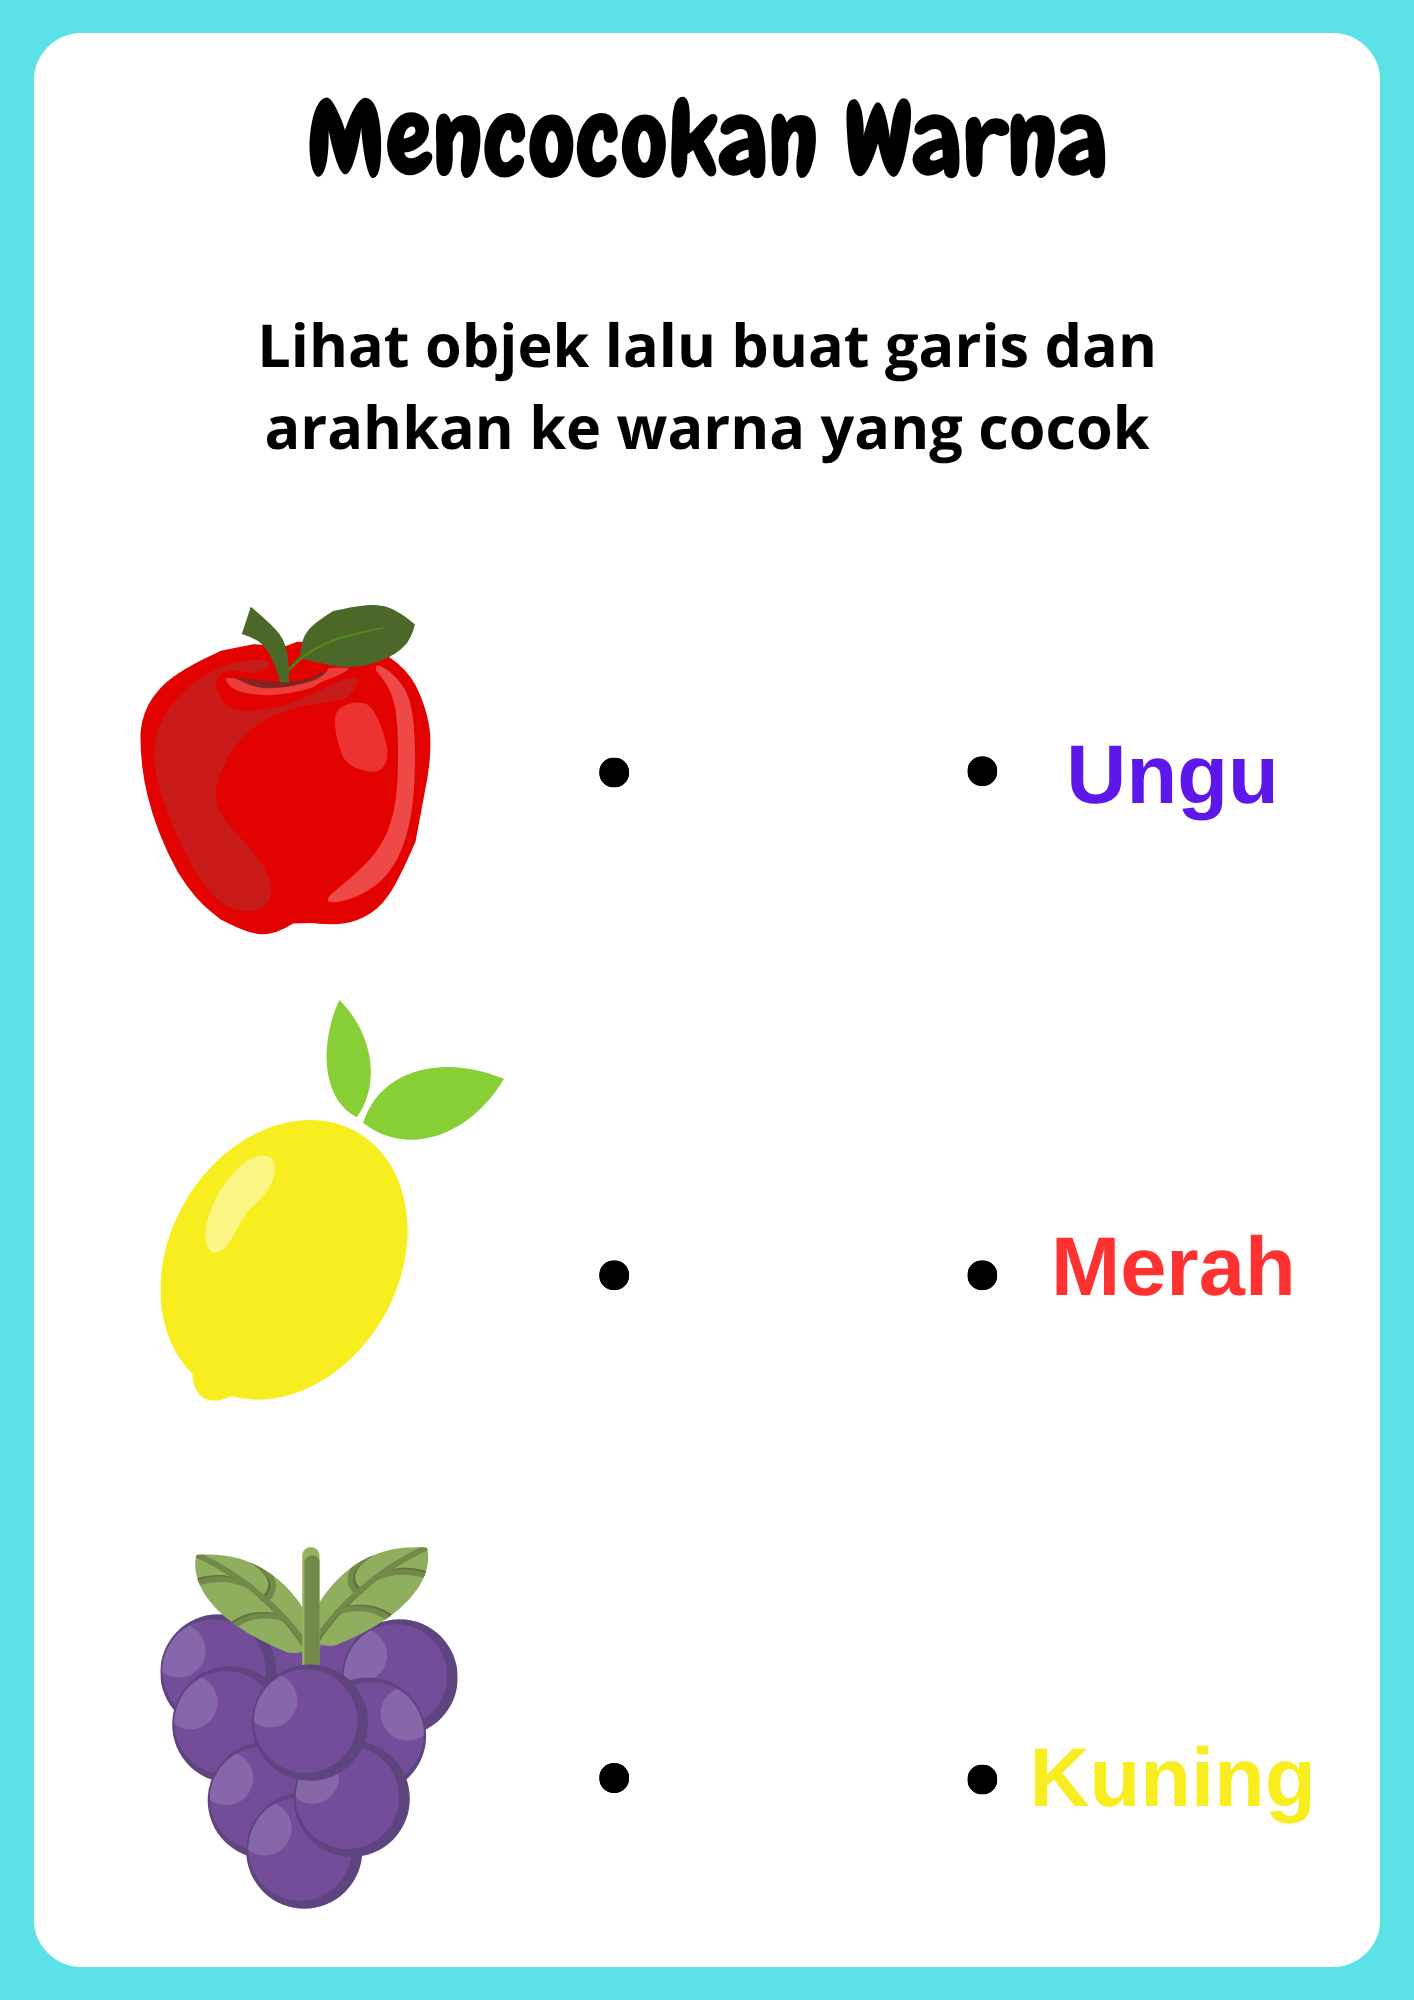 Mencocokan Warna
Lihat objek lalu buat garis dan
arahkan ke warna yang cocok
Ungu
Merah
Kuning